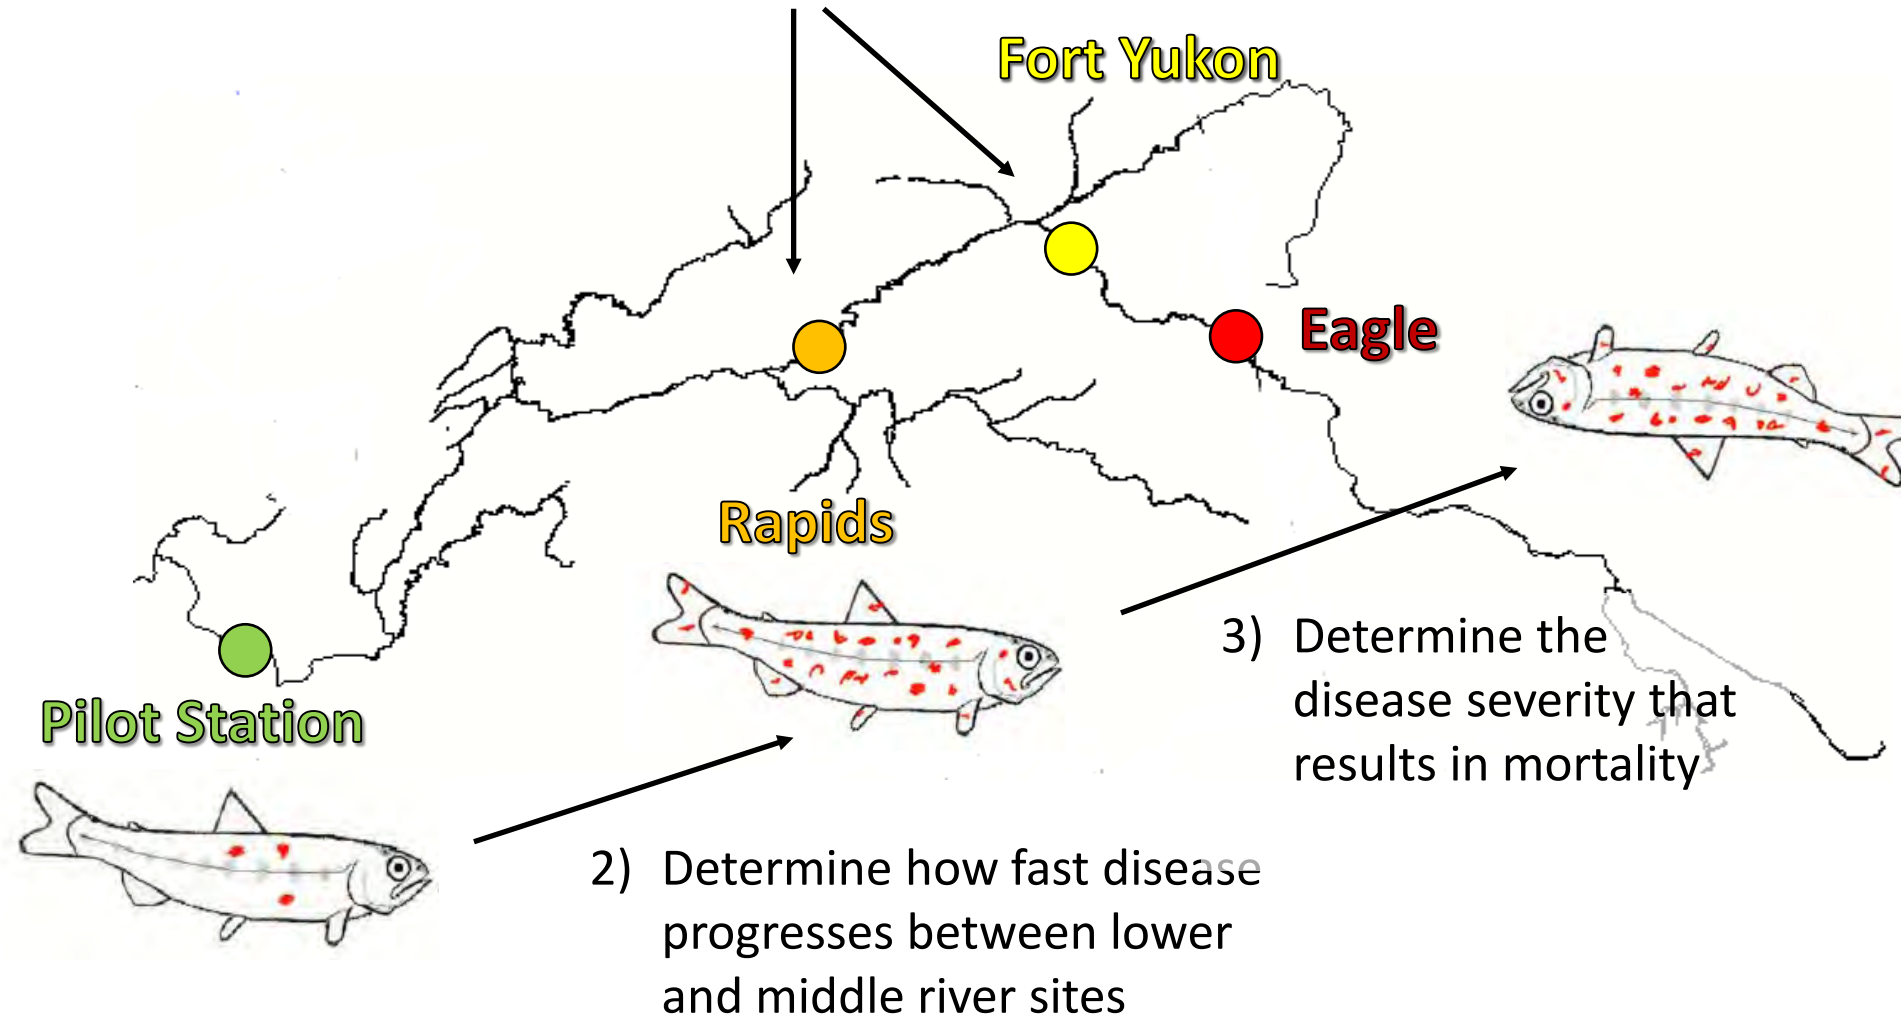 Fort Yukon
Eagle
Rapids
3) Determine the
disease severity that
results in mortality
Pilot Station
2) Determine how fast disease
progresses between lower
and middle river sites